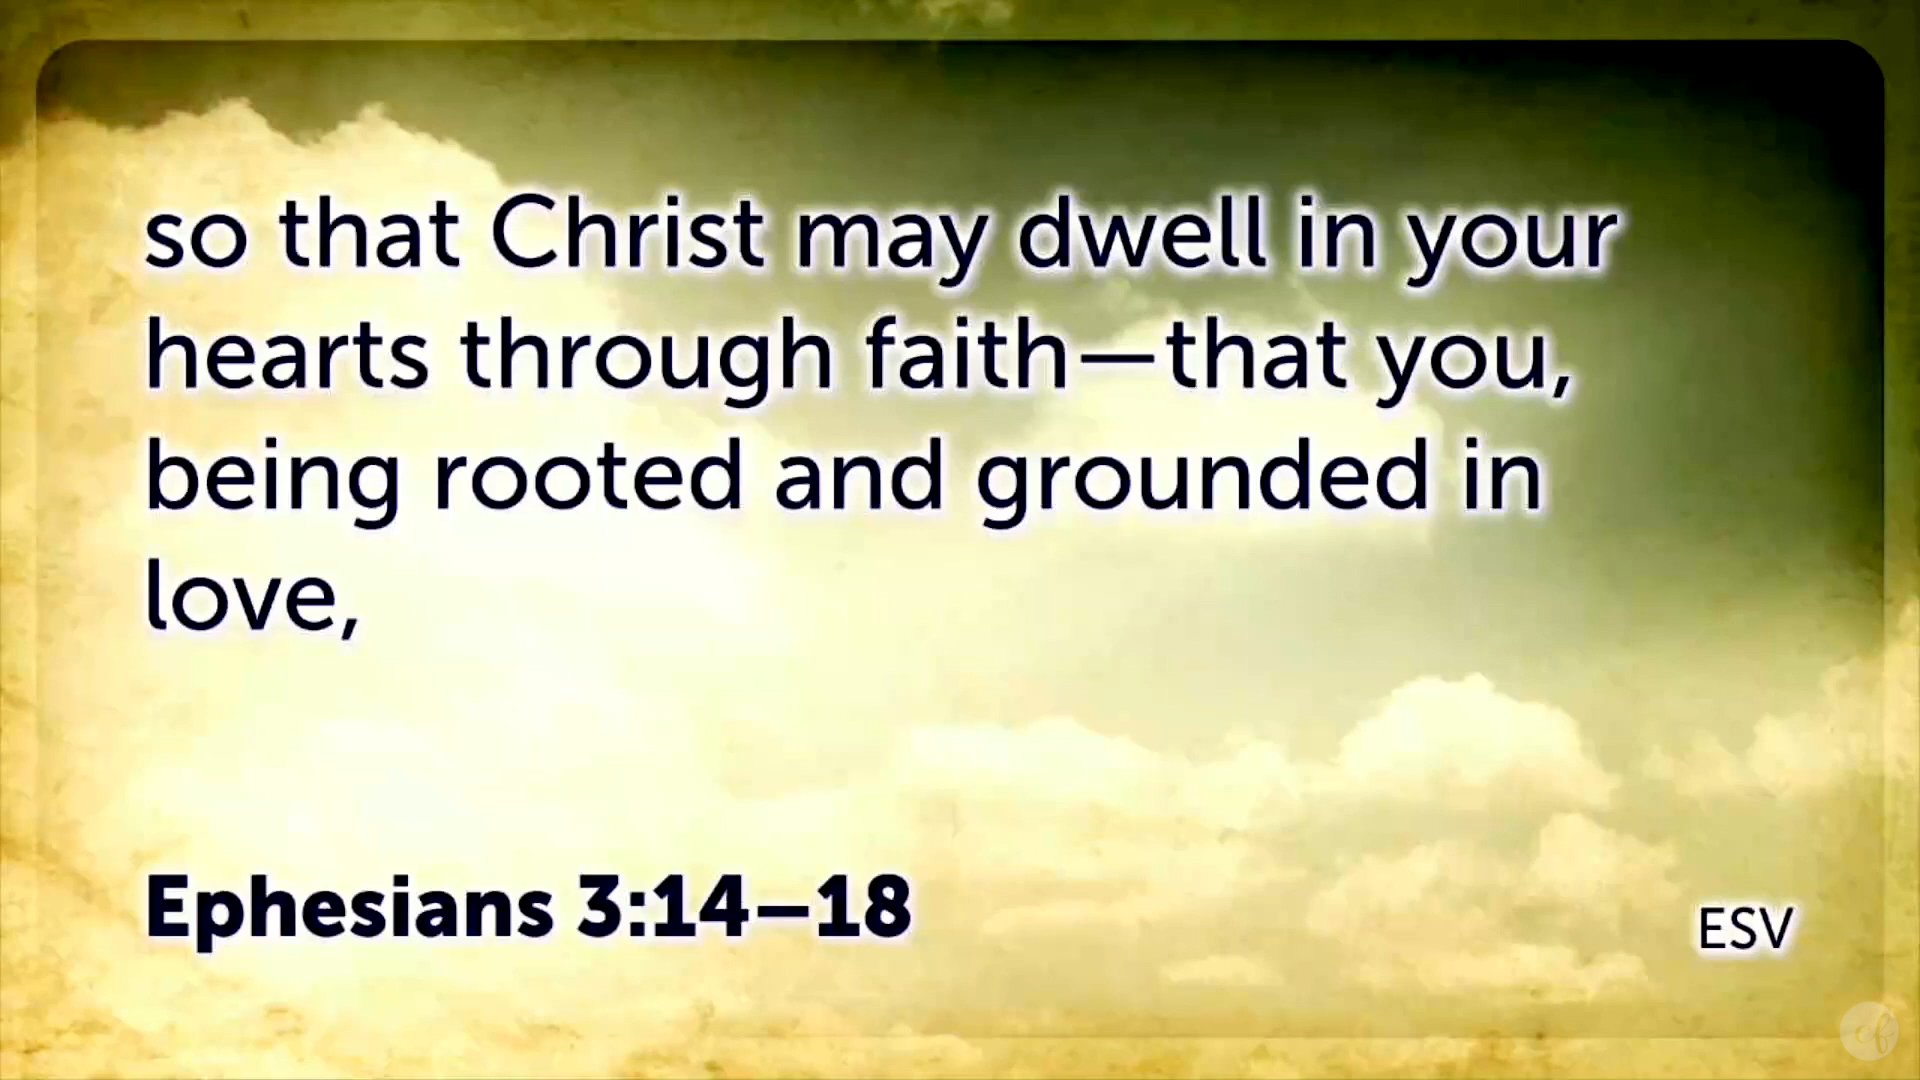 so that Christ may dwell in your
hearts through faith—that you,
being rooted and grounded in
love,
Ephesians 3:14–18
ESV